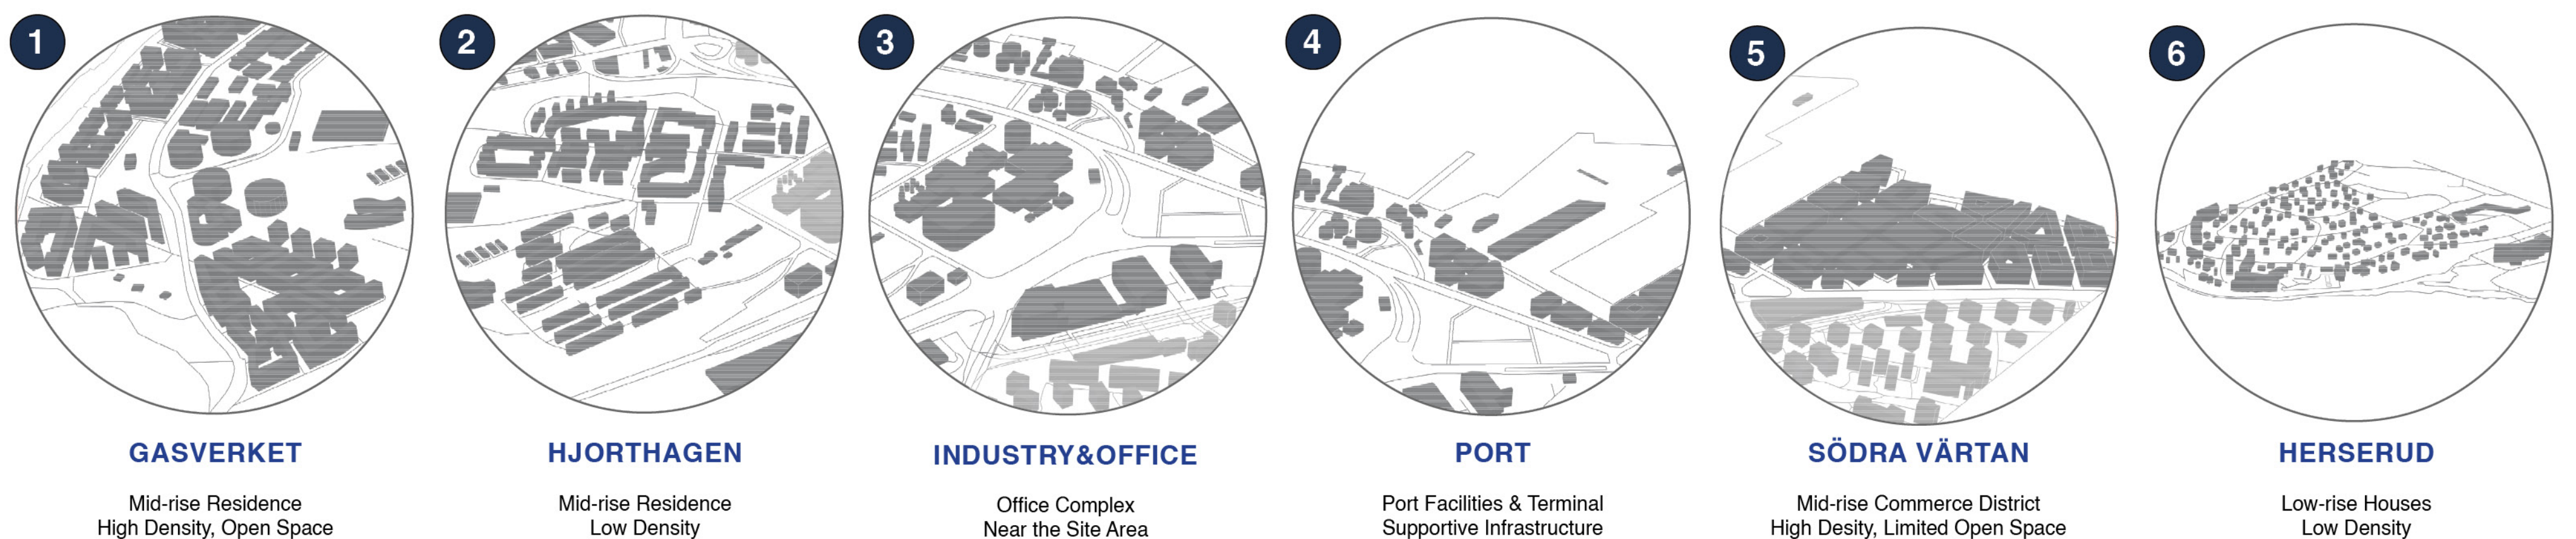 1
GASVERKET
Mid-rise Residence
High Density, Open Space
2
HJORTHAGEN
Mid-rise Residence
Low Density
3
INDUSTRY&OFFICE
Office Complex
Near the Site Area
4
PORT
Port Facilities & Terminal
Supportive Infrastructure
5
SÖDRA VÄRTAN
Mid-rise Commerce District
High Desity, Limited Open Space
6
HERSERUD
Low-rise Houses
Low Density